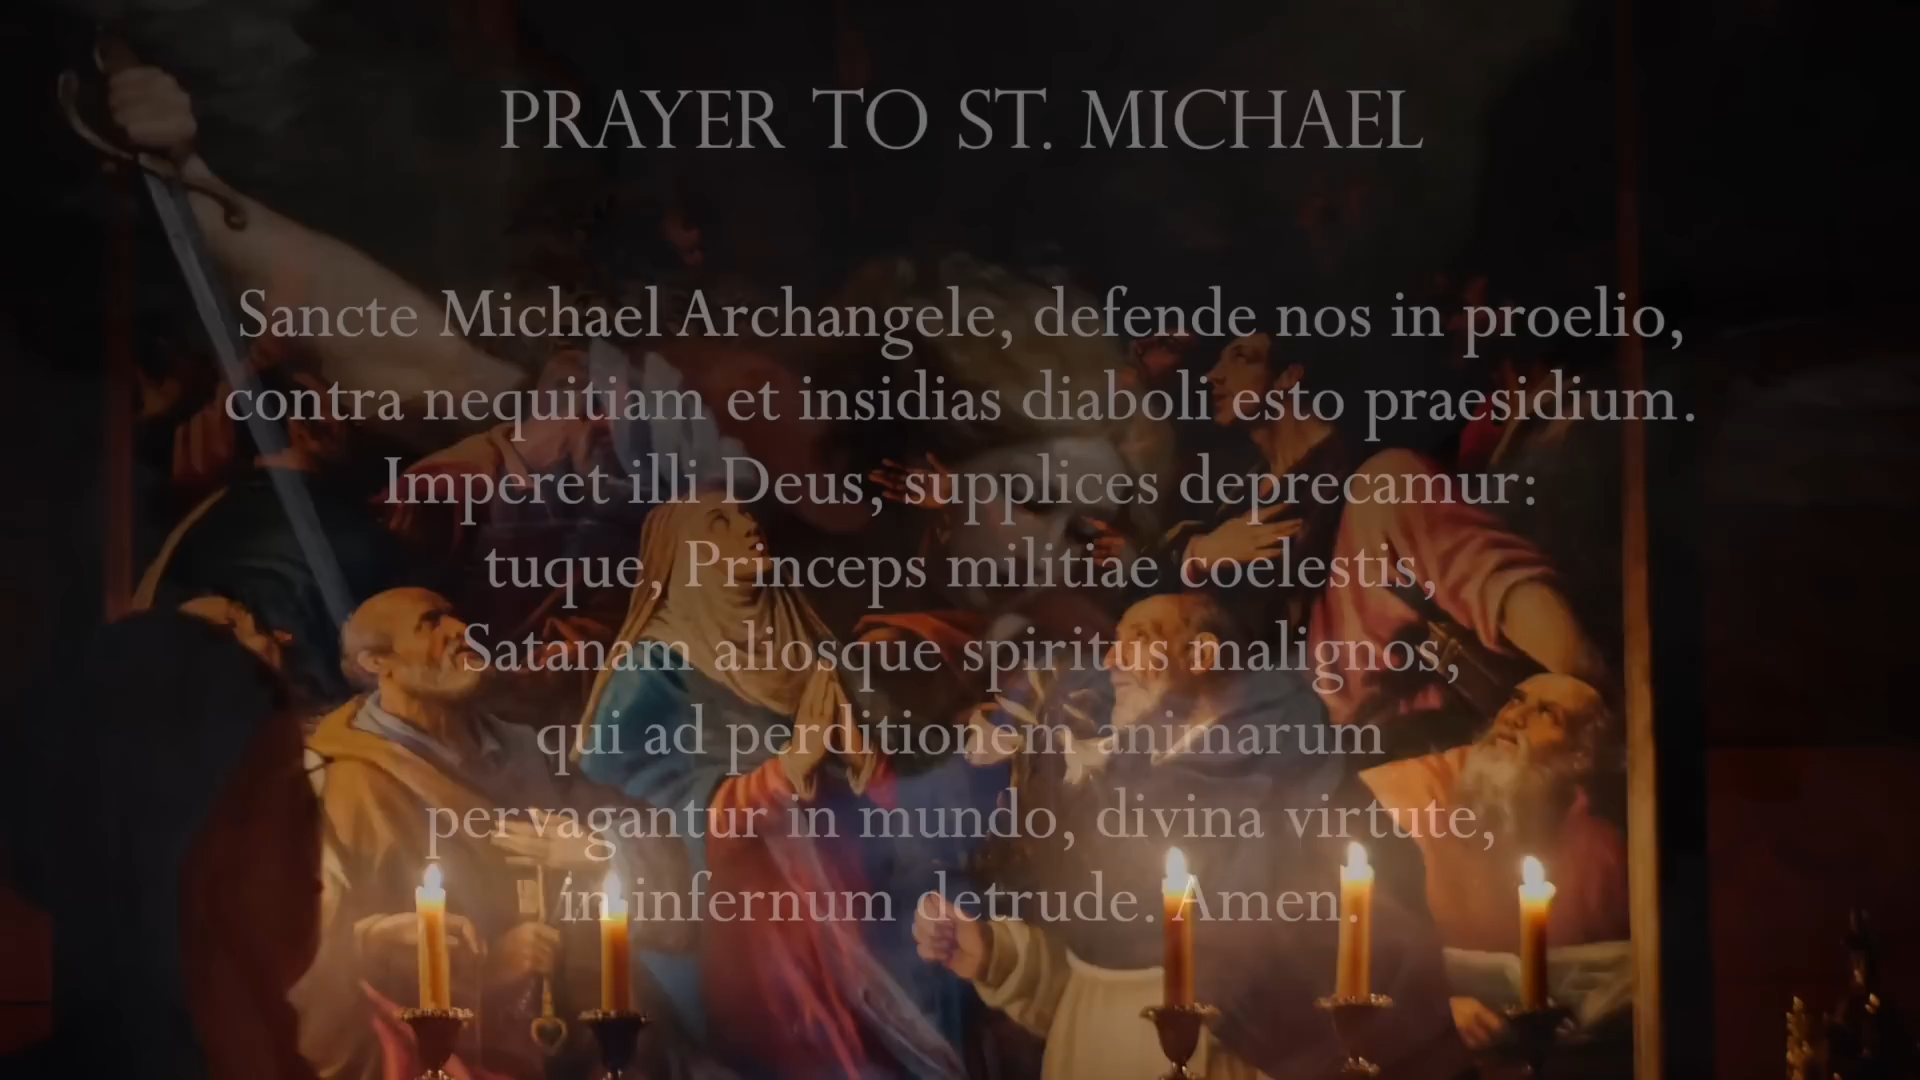 PRAYER TO ST. MICHAEL
Sancte Michael Archangele, defende nos in proelio,
contra nequitiam et insidias diaboli esto praesidium.
Imperet illi Deus, supplices deprecamur:
tuque, Princeps militiae coelestis,
Satanam aliosque spiritus malignos,
qui ad perditionem animarum
pervagantur in mundo, divina virtute,
in infernum detrude. Amen.